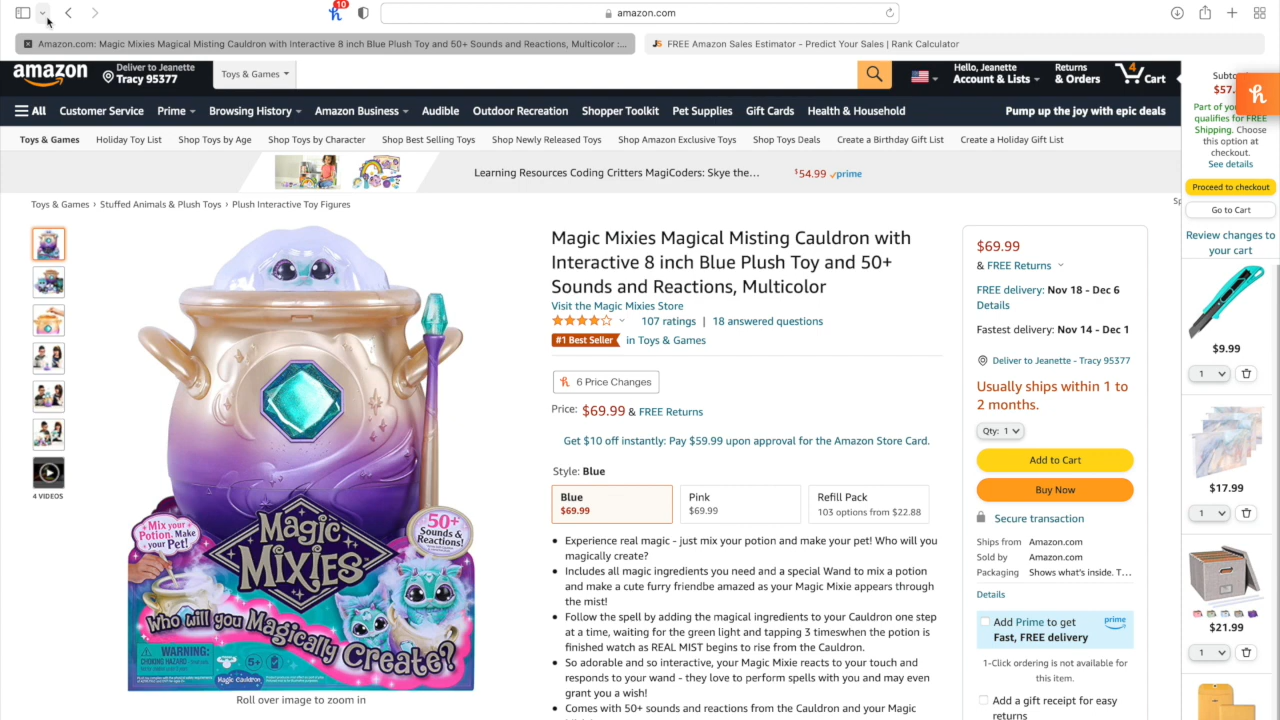 10
amazon.com
Amazon.com: Magic Mixies Magical Misting Cauldron with Interactive 8 inch Blue Plush Toy and 50+ Sounds and Reactions, Multicolor :...
FREE Amazon Sales Estimator - Predict Your Sales | Rank Calculator
amazon
Deliver to Jeanette
Tracy 95377
Toys & Games
Hello, Jeanette
Account & Lists
Returns
& Orders
4
Cart
All
Customer Service
Prime
Browsing History
Amazon Business
Audible
Outdoor Recreation
Shopper Toolkit
Pet Supplies
Gift Cards
Health & Household
Pump up the joy with epic deals
Toys & Games
Holiday Toy List
Shop Toys by Age
Shop Toys by Character
Shop Best Selling Toys
Shop Newly Released Toys
Shop Amazon Exclusive Toys
Shop Toys Deals
Create a Birthday Gift List
Create a Holiday Gift List
Learning Resources Coding Critters MagiCoders: Skye the...
$54.99 prime
Toys & Games › Stuffed Animals & Plush Toys › Plush Interactive Toy Figures
Mix your
Potion. Make
your Pet!
50+
Sounds &
Reactions!
Magic
Mixies
Who will you Magically Create?
WARNING:
CHOKING HAZARD
5+
Magic Cauldron
4 VIDEOS
Roll over image to zoom in
Magic Mixies Magical Misting Cauldron with
Interactive 8 inch Blue Plush Toy and 50+
Sounds and Reactions, Multicolor
Visit the Magic Mixies Store
107 ratings | 18 answered questions
#1 Best Seller in Toys & Games
6 Price Changes
Price: $69.99 & FREE Returns
Get $10 off instantly: Pay $59.99 upon approval for the Amazon Store Card.
Style: Blue
Blue
$69.99
Pink
$69.99
Refill Pack
103 options from $22.88
• Experience real magic - just mix your potion and make your pet! Who will you
magically create?
• Includes all magic ingredients you need and a special Wand to mix a potion
and make a cute furry friendbe amazed as your Magic Mixie appears through
the mist!
• Follow the spell by adding the magical ingredients to your Cauldron one step
at a time, waiting for the green light and tapping 3 timeswhen the potion is
finished watch as REAL MIST begins to rise from the Cauldron.
• So adorable and so interactive, your Magic Mixie reacts to your touch and
responds to your wand - they love to perform spells with you and may even
grant you a wish!
• Comes with 50+ sounds and reactions from the Cauldron and your Magic
$69.99
& FREE Returns
FREE delivery: Nov 18 - Dec 6
Details
Fastest delivery: Nov 14 - Dec 1
Deliver to Jeanette - Tracy 95377
Usually ships within 1 to
2 months.
Qty: 1
Add to Cart
Buy Now
Secure transaction
Ships from Amazon.com
Sold by Amazon.com
Packaging Shows what's inside. T...
Details
Add Prime to get
Fast, FREE delivery
prime
1-Click ordering is not available for
this item.
Add a gift receipt for easy
returns
$57.
Part of
qualifies for FREE
Shipping. Choose
this option at
checkout.
See details
Proceed to checkout
Go to Cart
Review changes to
your cart
$9.99
1
$17.99
1
$21.99
1